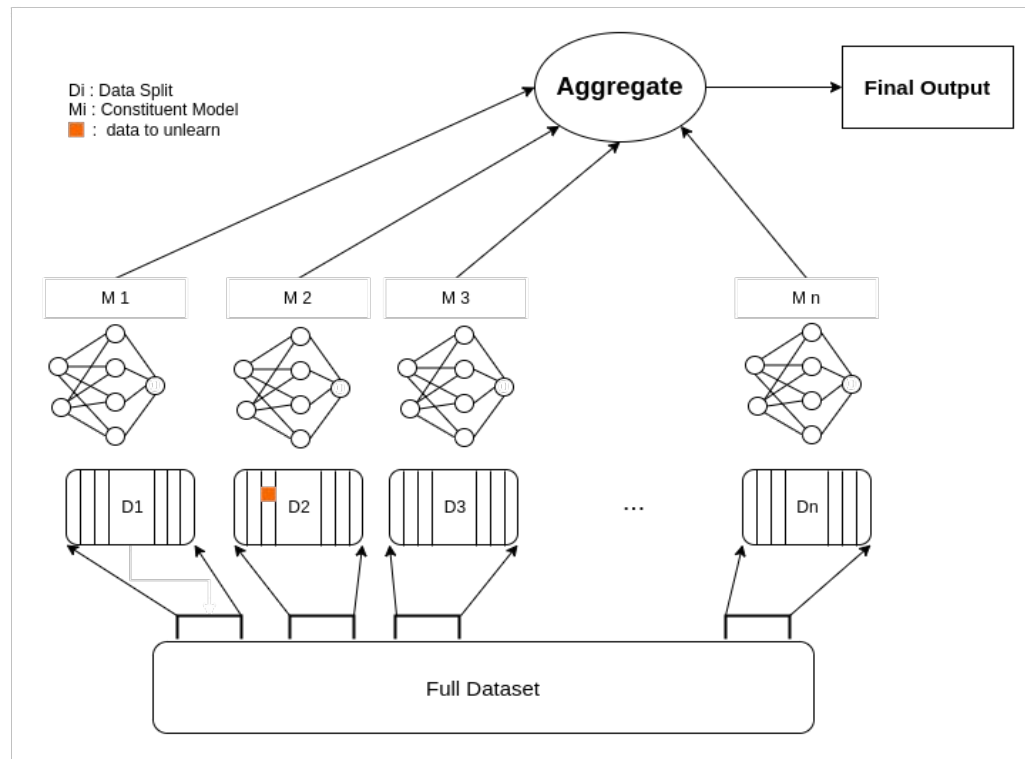 Di : Data Split
Mi : Constituent Model
: data to unlearn
Aggregate
Final Output
M 1
M 2
M 3
M n
D1
D2
D3
...
Dn
Full Dataset